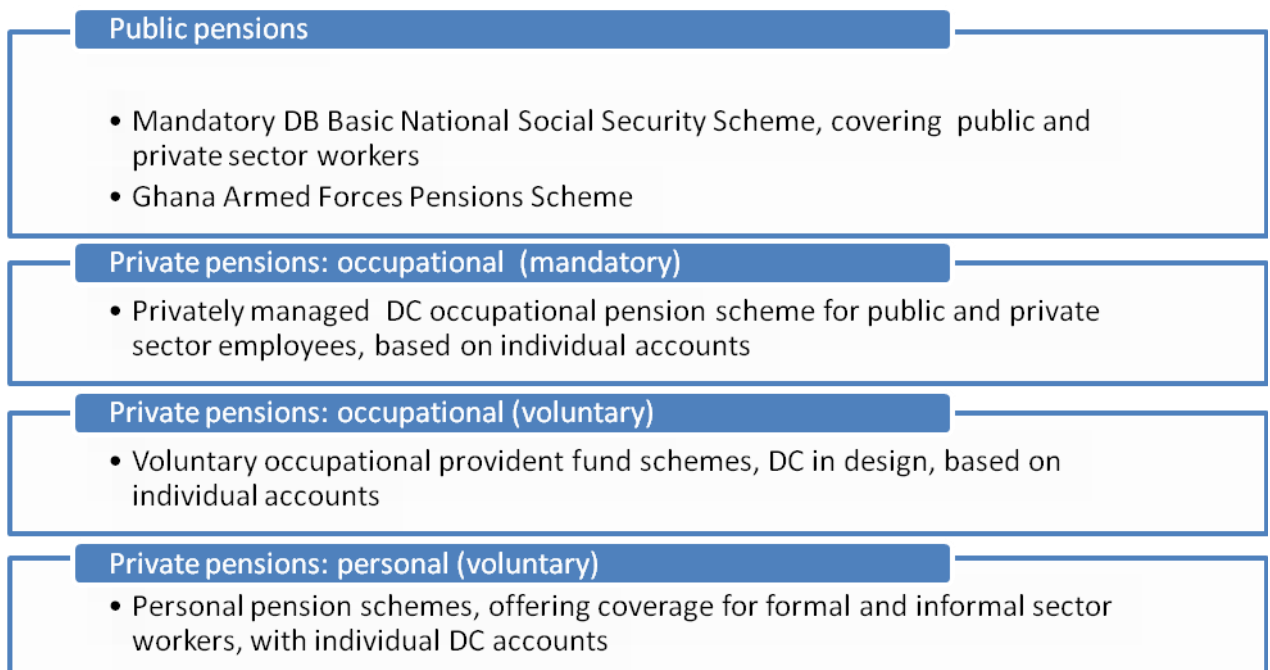 Public pensions
• Mandatory DB Basic National Social Security Scheme, covering public and
private sector workers
• Ghana Armed Forces Pensions Scheme
Private pensions: occupational (mandatory)
• Privately managed DC occupational pension scheme for public and private
sector employees, based on individual accounts
Private pensions: occupational (voluntary)
• Voluntary occupational provident fund schemes, DC in design, based on
individual accounts
Private pensions: personal (voluntary)
• Personal pension schemes, offering coverage for formal and informal sector
workers, with individual DC accounts